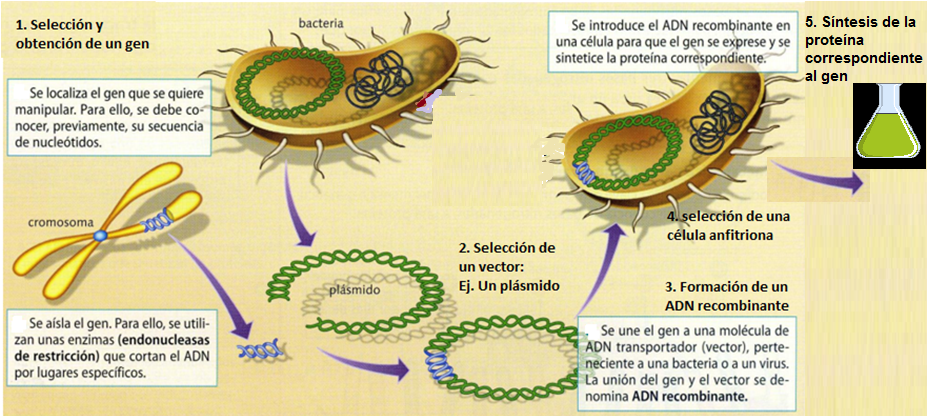 1. Selección y
obtención de un gen
Se localiza el gen que se quiere
manipular. Para ello, se debe co-
nocer, previamente, su secuencia
de nucleótidos.
cromosoma
Se aísla el gen. Para ello, se utili-
zan unas enzimas (endonucleasas
de restricción) que cortan el ADN
por lugares específicos.
bacteria
plásmido
2. Selección de
un vector:
Ej. Un plásmido
3. Formación de un
ADN recombinante
Se une el gen a una molécula de
ADN transportador (vector), perte-
neciente a una bacteria o a un virus.
La unión del gen y el vector se de-
nomina ADN recombinante.
4. selección de una
célula anfitriona
Se introduce el ADN recombinante en
una célula para que el gen se exprese y se
sintetice la proteína correspondiente.
5. Síntesis de la
proteína
correspondiente
al gen